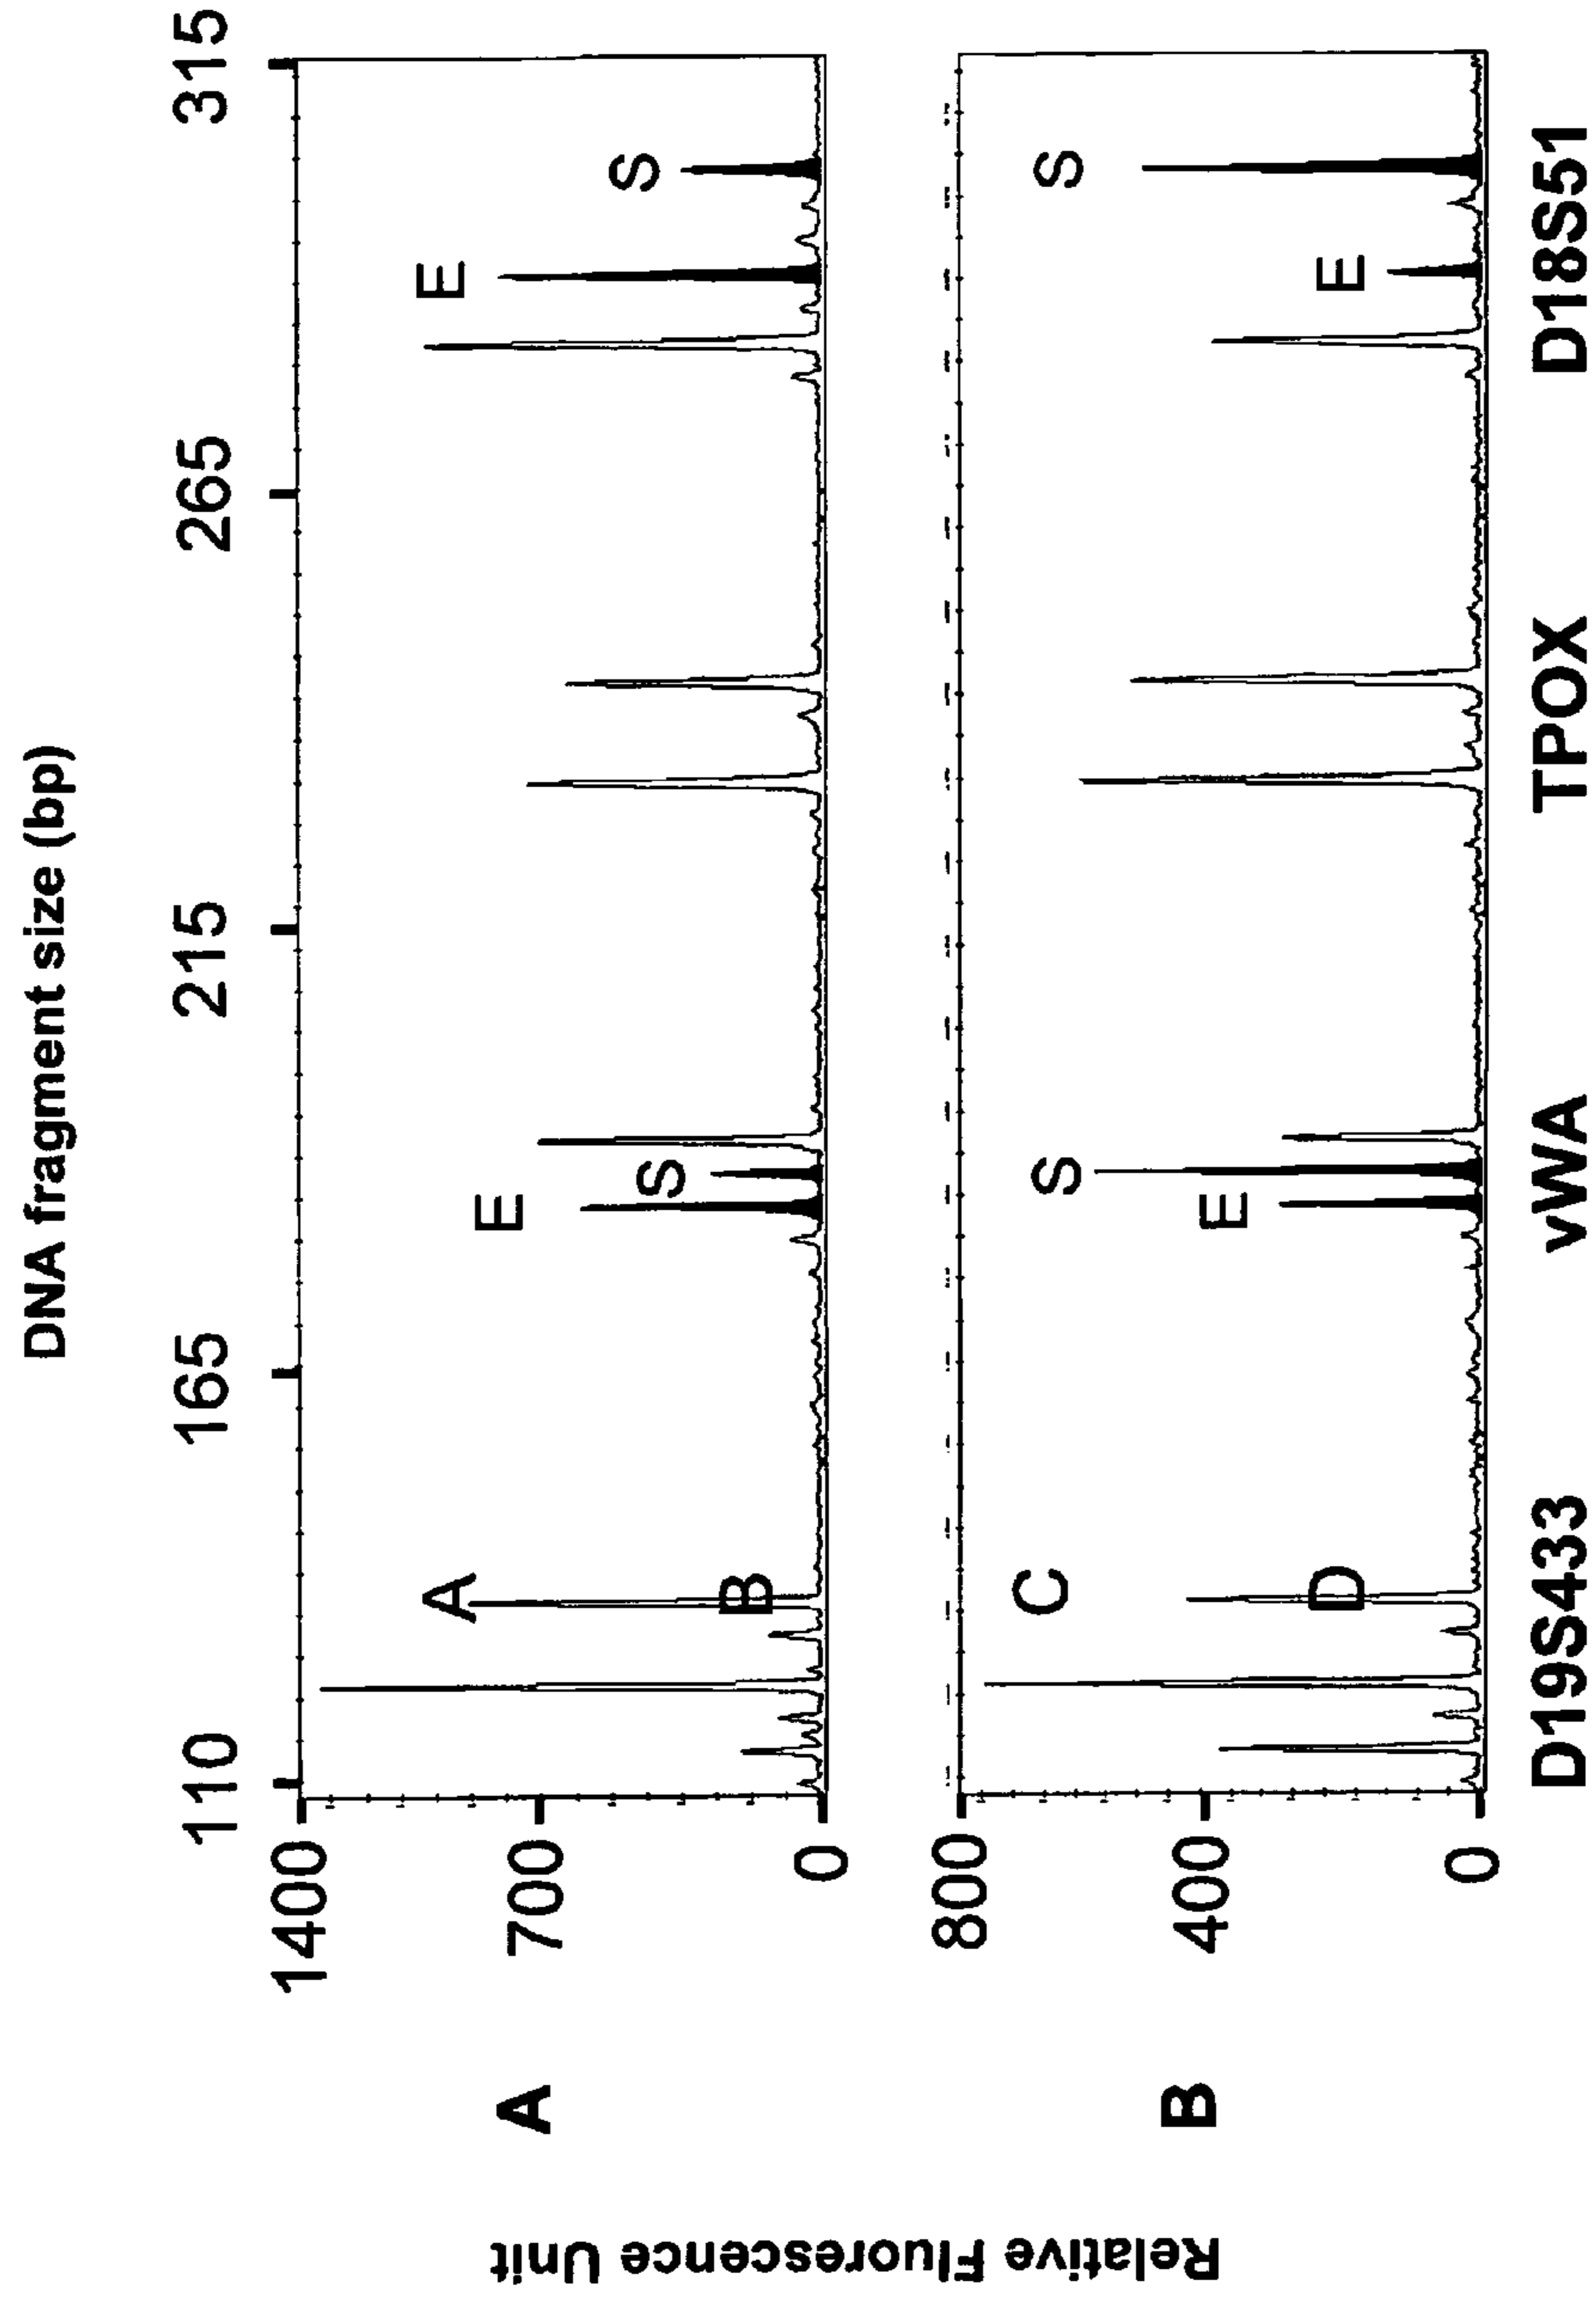 DNA fragment size (bp)
110 165 215 265 315
A
Relative Fluorescence Unit
1400
700
0
A
B
E
S
E
S
B
800
400
0
C
D
E
S
E
S
D19S433 vWA TPOX D18S51